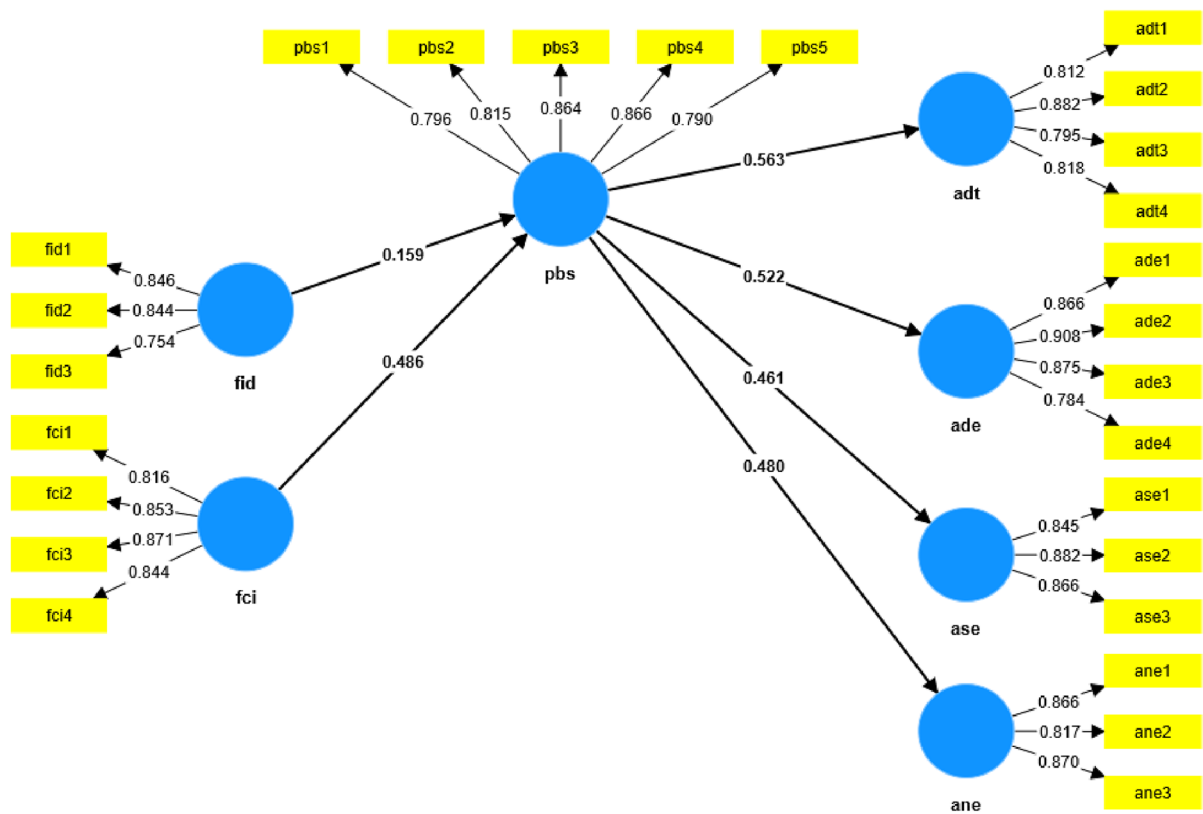 pbs1
pbs2
pbs3
pbs4
pbs5
0.796
0.815
0.864
0.866
0.790
pbs
fid1
fid2
fid3
0.846
0.844
0.754
fid
0.159
fci1
fci2
fci3
fci4
0.816
0.853
0.871
0.844
fci
0.486
0.563
0.522
0.461
0.480
adt
0.812
0.882
0.795
0.818
adt1
adt2
adt3
adt4
ade
0.866
0.908
0.875
0.784
ade1
ade2
ade3
ade4
ase
0.845
0.882
0.866
ase1
ase2
ase3
ane
0.866
0.817
0.870
ane1
ane2
ane3